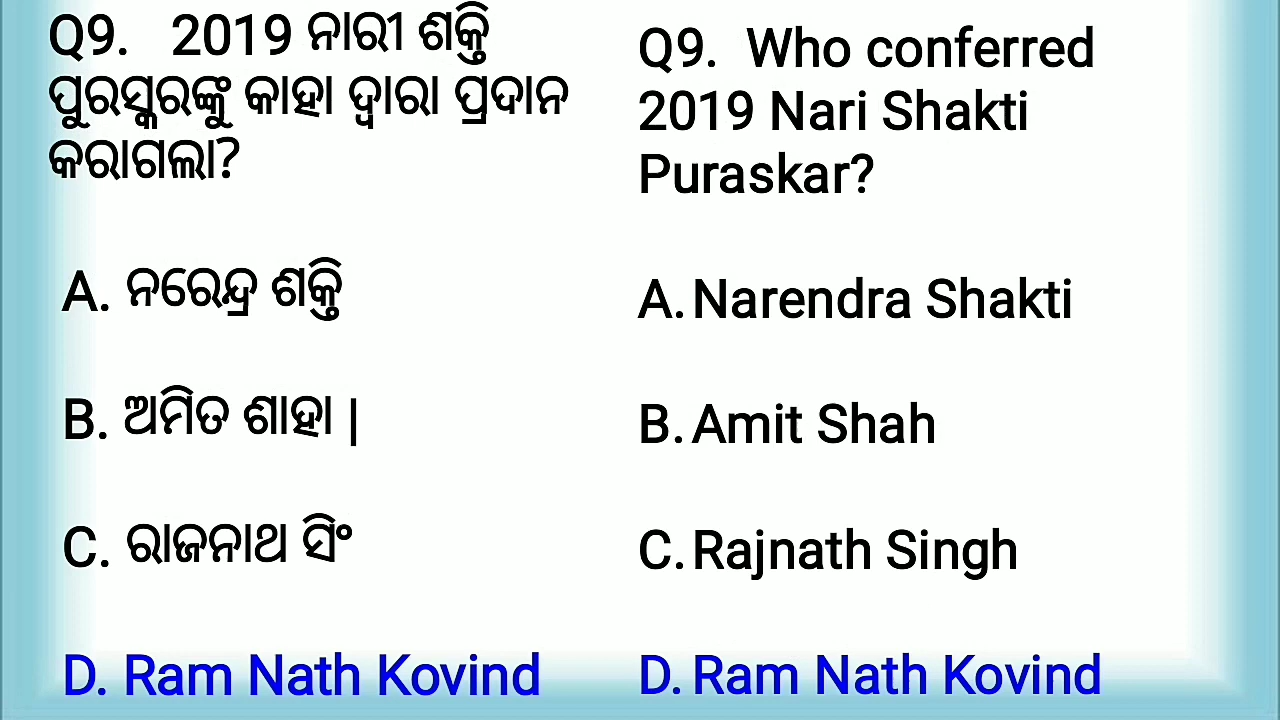 Q9. 2019 ନାରୀ ଶକ୍ତି
ପୁରସ୍କରଙ୍କୁ କାହା ଦ୍ୱାରା ପ୍ରଦାନ
କରାଗଲା?
A. ନରେନ୍ଦ୍ର ଶକ୍ତି
B. ଅମିତ ଶାହା |
C. ରାଜନାଥ ସିଂ
D. Ram Nath Kovind
Q9. Who conferred
2019 Nari Shakti
Puraskar?
A. Narendra Shakti
B. Amit Shah
C. Rajnath Singh
D. Ram Nath Kovind